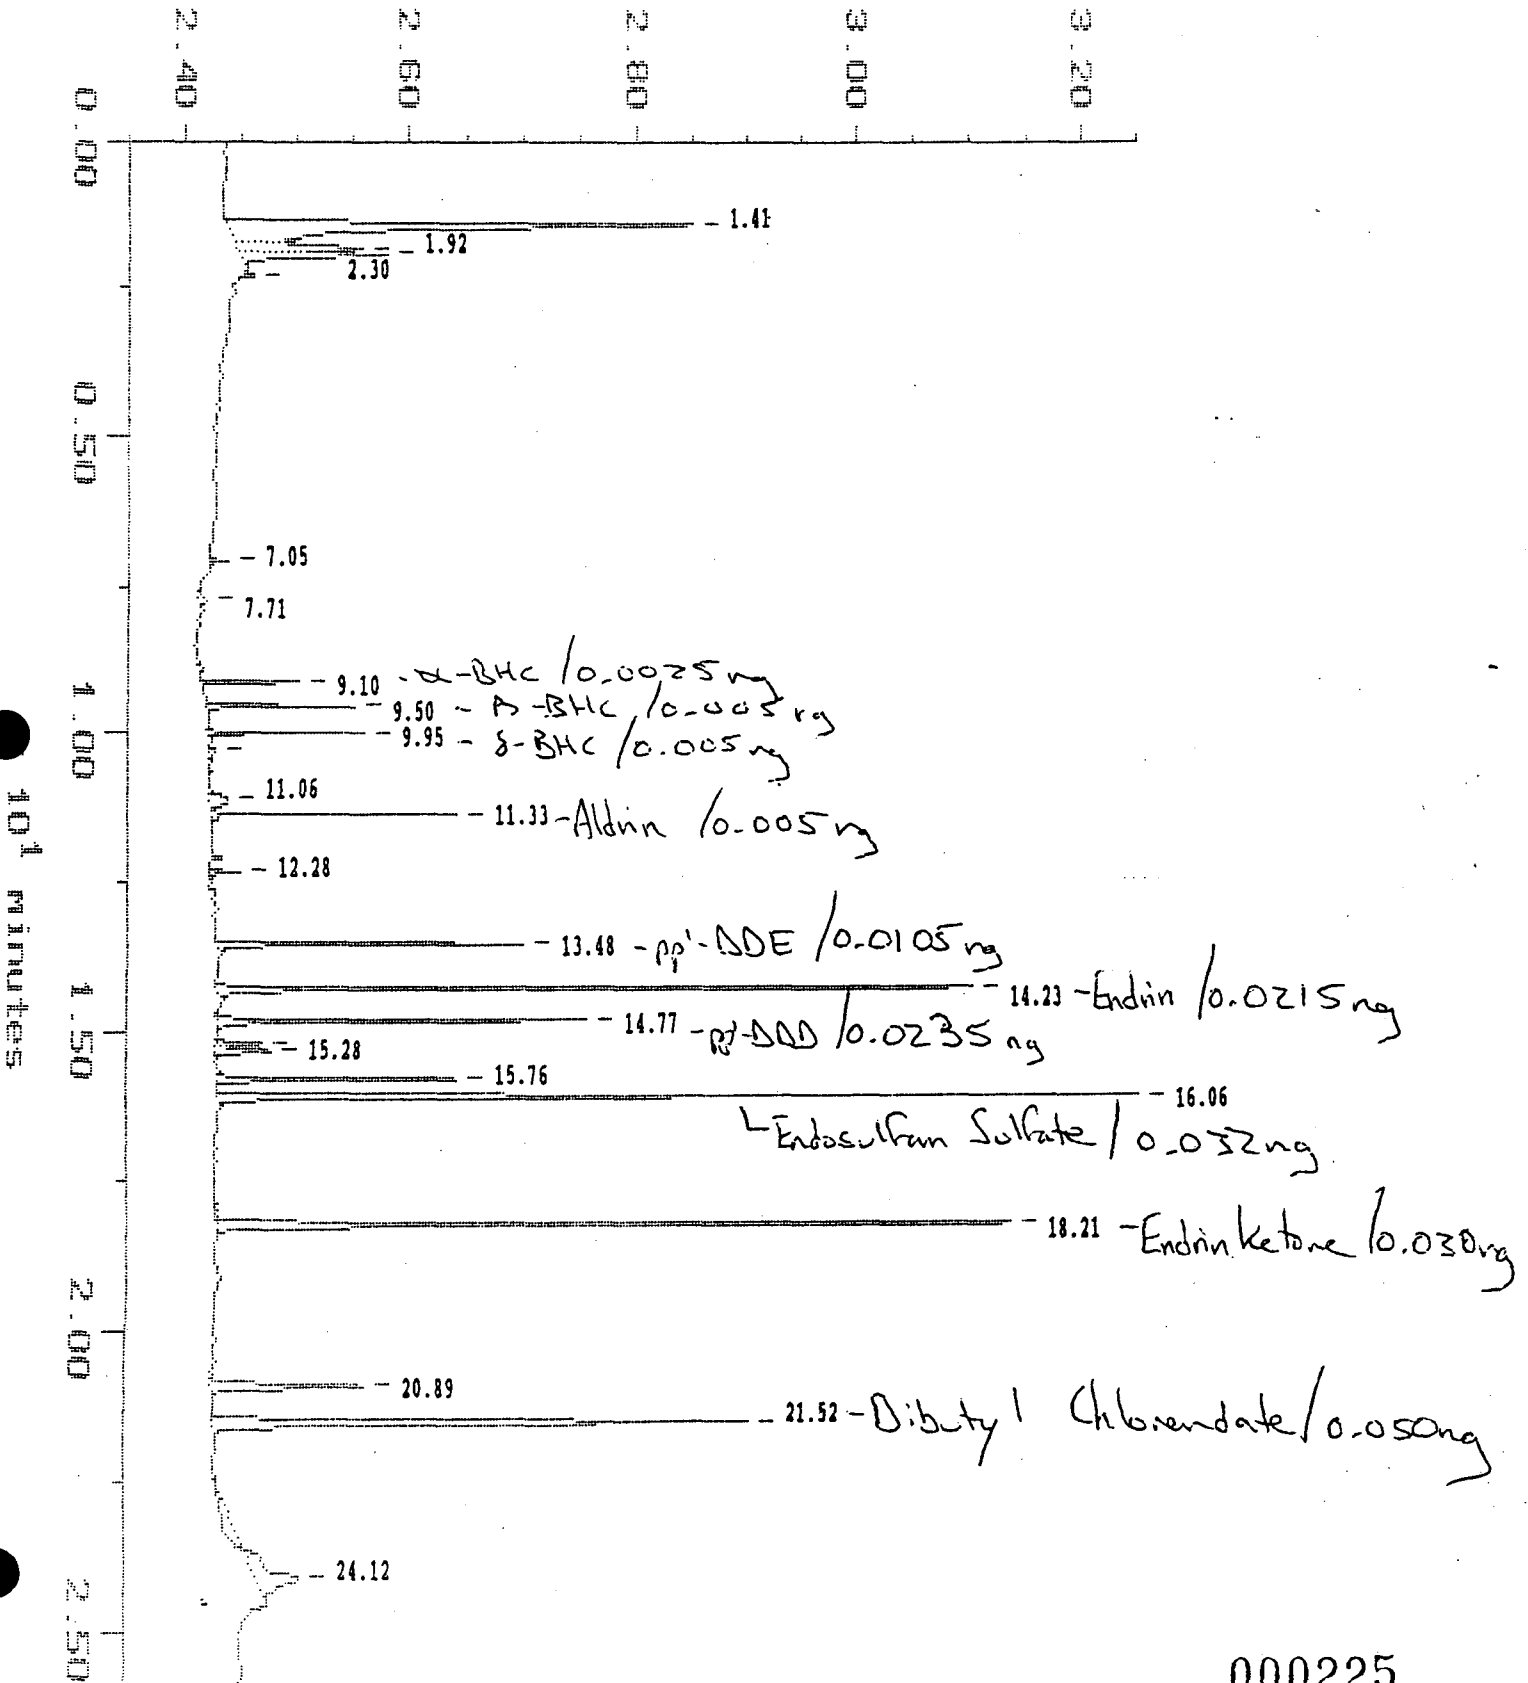 2.40
2.60
2.80
3.00
3.20
0.00
1.41
1.92
2.30
0.50
7.05
7.71
9.10 - α-BHC / 0.0025 ng
9.50 - β-BHC / 0.005 ng
1.00
9.95 - δ-BHC / 0.005 ng
11.06
11.33 - Aldrin / 0.005 ng
10¹ minutes
12.28
13.48 - pp'-DDE / 0.0105 ng
14.23 - Endrin / 0.0215 ng
14.77 - pp'-DDD / 0.0235 ng
1.50
15.28
15.76
16.06
Endosulfan Sulfate / 0.032 ng
18.21 - Endrin Ketone / 0.030 ng
2.00
20.89
21.52 - Dibutyl Chlorendate / 0.050 ng
24.12
2.50
000225